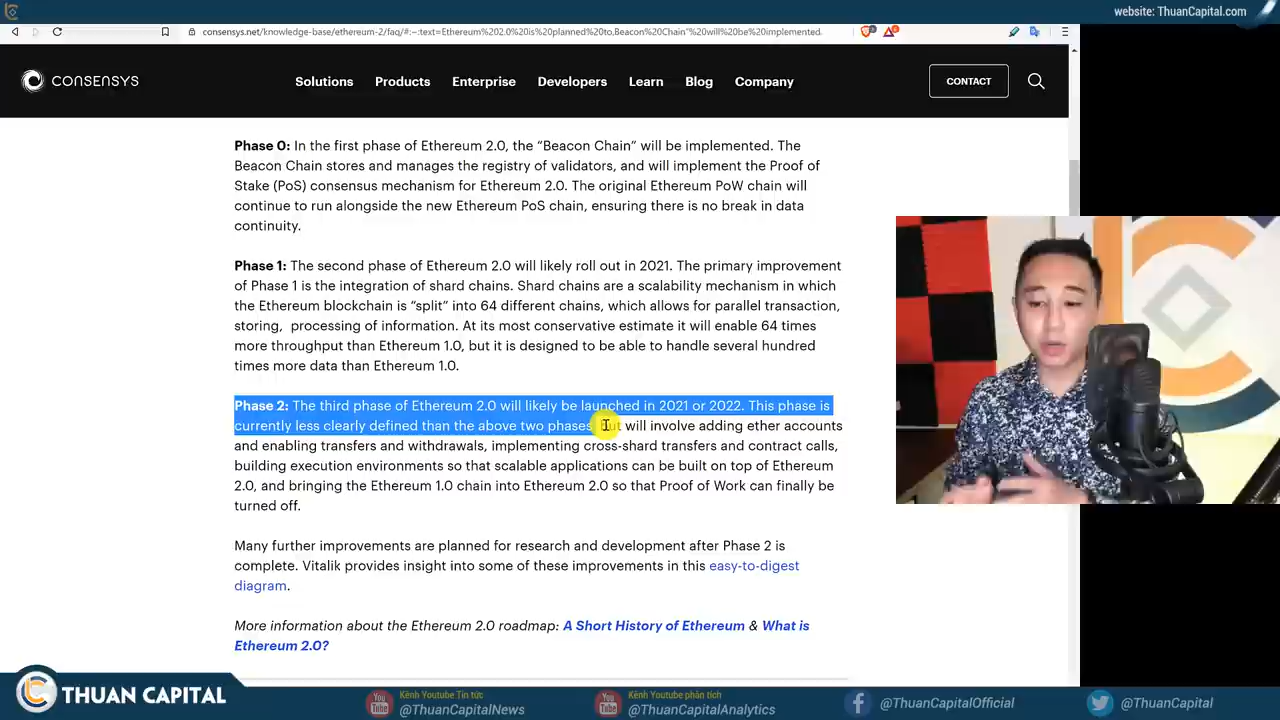 website: ThuanCapital.com
consensys.net/knowledge-base/ethereum-2/faq/#:~:text=Ethereum%202.0%20is%20planned%20to,Beacon%20Chain"%20will%20be%20implemented.
CONSENSYS
Solutions Products Enterprise Developers Learn Blog Company
CONTACT
Phase 0: In the first phase of Ethereum 2.0, the “Beacon Chain” will be implemented. The
Beacon Chain stores and manages the registry of validators, and will implement the Proof of
Stake (PoS) consensus mechanism for Ethereum 2.0. The original Ethereum PoW chain will
continue to run alongside the new Ethereum PoS chain, ensuring there is no break in data
continuity.
Phase 1: The second phase of Ethereum 2.0 will likely roll out in 2021. The primary improvement
of Phase 1 is the integration of shard chains. Shard chains are a scalability mechanism in which
the Ethereum blockchain is “split” into 64 different chains, which allows for parallel transaction,
storing, processing of information. At its most conservative estimate it will enable 64 times
more throughput than Ethereum 1.0, but it is designed to be able to handle several hundred
times more data than Ethereum 1.0.
Phase 2: The third phase of Ethereum 2.0 will likely be launched in 2021 or 2022. This phase is
currently less clearly defined than the above two phases, but will involve adding ether accounts
and enabling transfers and withdrawals, implementing cross-shard transfers and contract calls,
building execution environments so that scalable applications can be built on top of Ethereum
2.0, and bringing the Ethereum 1.0 chain into Ethereum 2.0 so that Proof of Work can finally be
turned off.
Many further improvements are planned for research and development after Phase 2 is
complete. Vitalik provides insight into some of these improvements in this easy-to-digest
diagram.
More information about the Ethereum 2.0 roadmap: A Short History of Ethereum & What is
Ethereum 2.0?
THUAN CAPITAL
You Tube
Kênh Youtube Tin tức
@ThuanCapitalNews
You Tube
Kênh Youtube phân tích
@ThuanCapitalAnalytics
@ThuanCapitalOfficial
@ThuanCapital